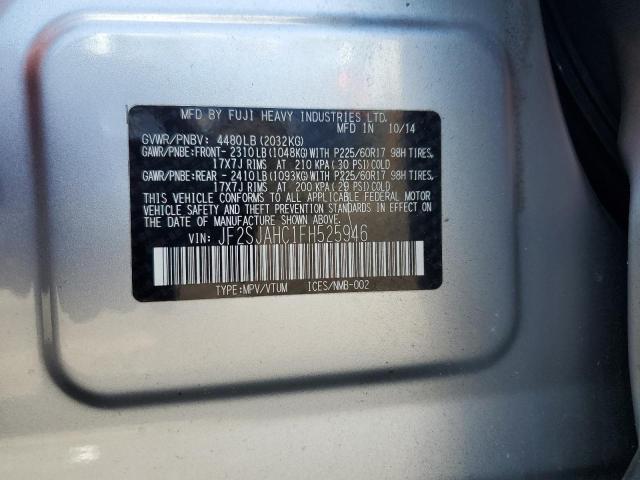 MFD BY FUJI HEAVY INDUSTRIES LTD.
MFD IN 10/14
GVWR/PNBV: 4480LB (2032KG)
GAWR/PNBE:FRONT- 2310LB(1048KG)WITH P225/60R17 98H TIRES,
17X7J RIMS AT 210 KPA (30 PSI)COLD
GAWR/PNBE:REAR - 2410LB(1093KG)WITH P225/60R17 98H TIRES,
17X7J RIMS AT 200 KPA (29 PSI)COLD
THIS VEHICLE CONFORMS TO ALL APPLICABLE FEDERAL MOTOR
VEHICLE SAFETY AND BUMPER STANDARDS IN EFFECT ON THE
DATE OF MANUFACTURE SHOWN ABOVE.
VIN: JF2SJAHC1FH525946
TYPE:MPV/VTUM ICES/NMB-002